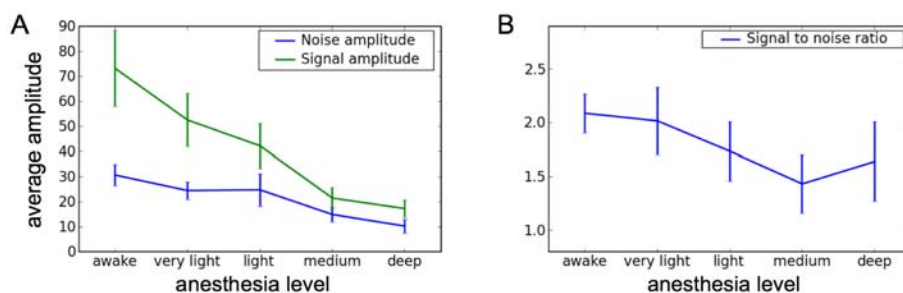 A
average amplitude
90
80
70
60
50
40
30
20
10
0
Noise amplitude
Signal amplitude
awake very light light medium deep
anesthesia level
B
2.5
2.0
1.5
1.0
Signal to noise ratio
awake very light light medium deep
anesthesia level